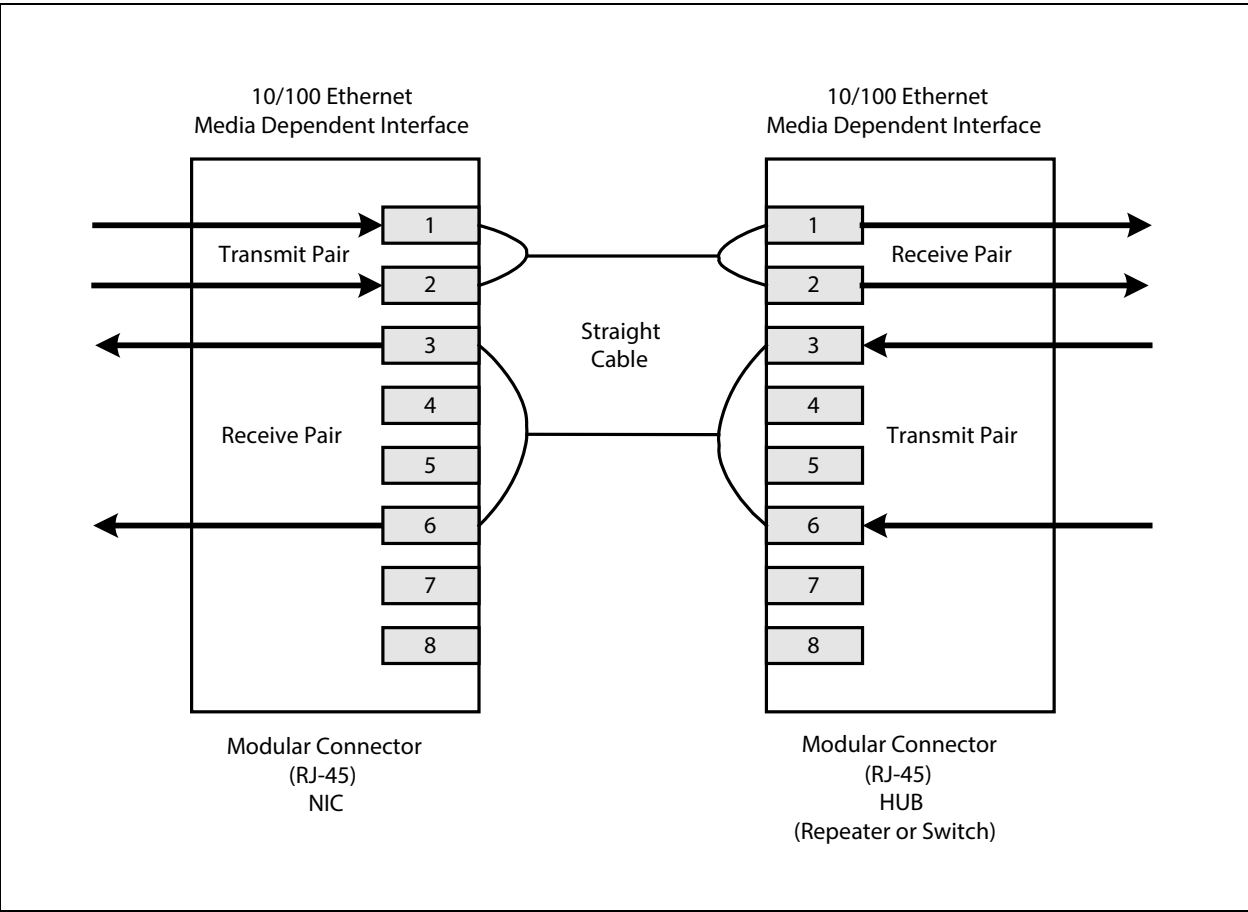 10/100 Ethernet
Media Dependent Interface
10/100 Ethernet
Media Dependent Interface
1
Transmit Pair
2
3
4
Receive Pair
5
6
7
8
Straight
Cable
1
Receive Pair
2
3
4
Transmit Pair
5
6
7
8
Modular Connector
(RJ-45)
NIC
Modular Connector
(RJ-45)
HUB
(Repeater or Switch)